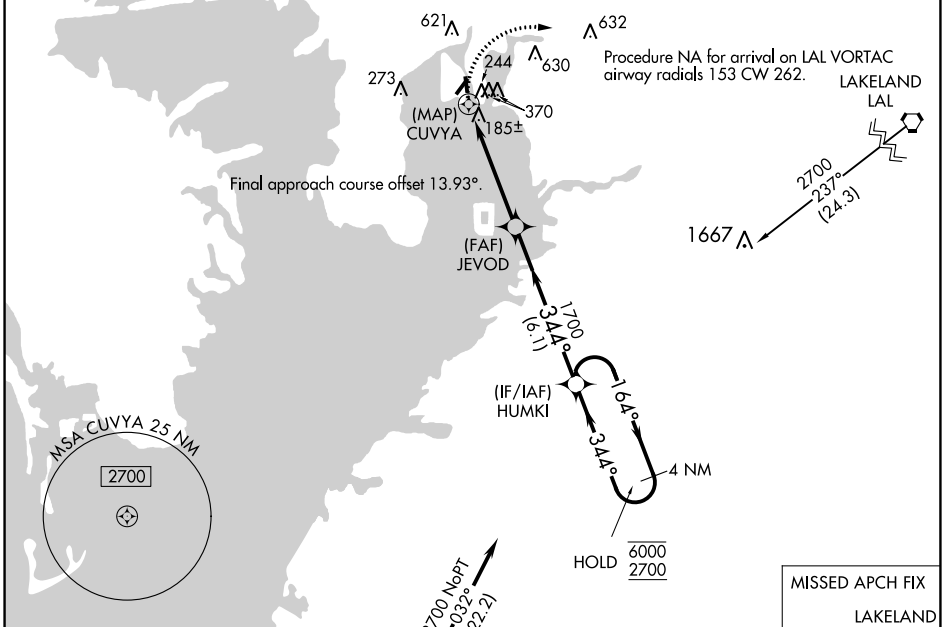 621
632
630
244
273
370
185±
(MAP)
CUVYA
Procedure NA for arrival on LAL VORTAC
airway radials 153 CW 262.
LAKELAND
LAL
2700
237°
(24.3)
1667
Final approach course offset 13.93°.
(FAF)
JEVOD
1700
344°
(6.1)
(IF/IAF)
HUMKI
164°
344°
4 NM
HOLD
6000
2700
MSA CUVYA 25 NM
2700
2700 NoPT
032°
22.2)
MISSED APCH FIX
LAKELAND